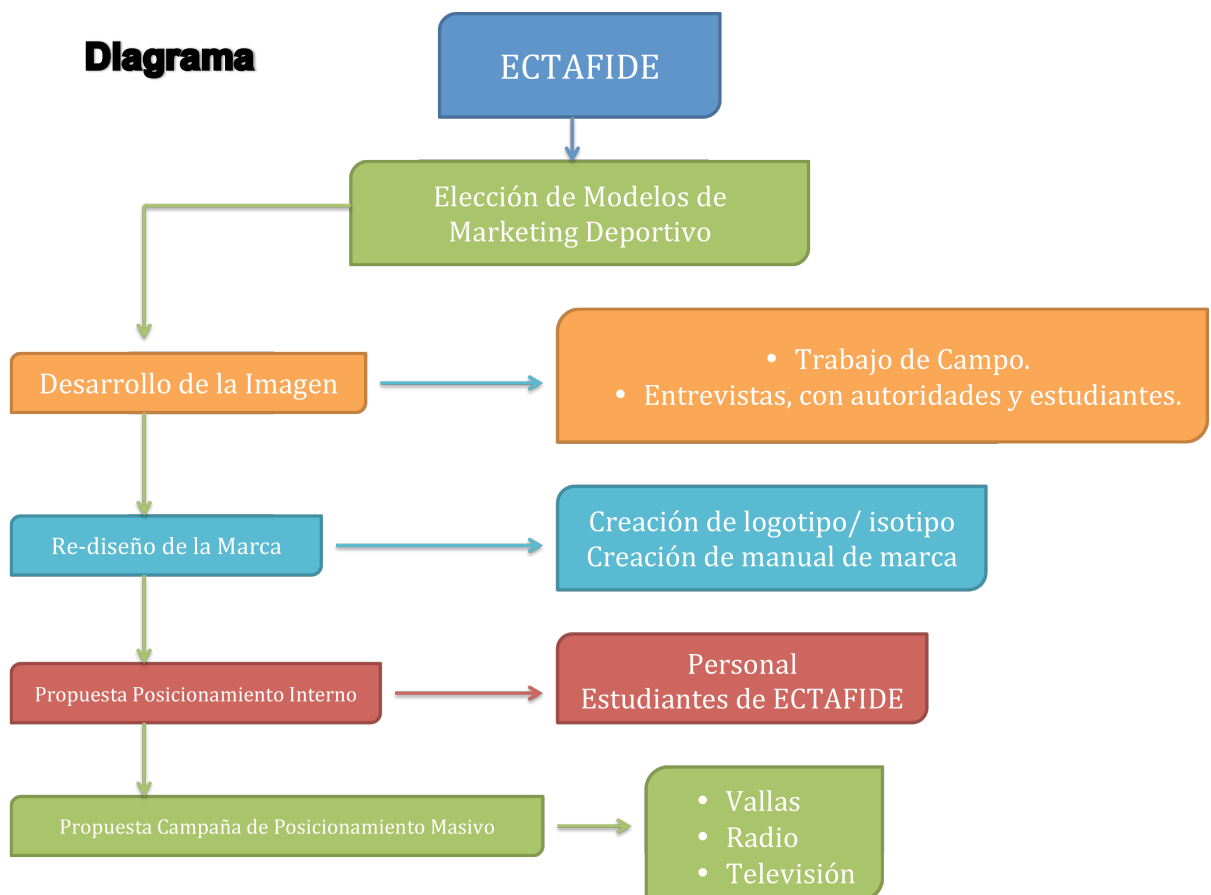 Diagrama
ECTAFIDE
Elección de Modelos de
Marketing Deportivo
Desarrollo de la Imagen
• Trabajo de Campo.
• Entrevistas, con autoridades y estudiantes.
Re-diseño de la Marca
Creación de logotipo/ isotipo
Creación de manual de marca
Propuesta Posicionamiento Interno
Personal
Estudiantes de ECTAFIDE
Propuesta Campaña de Posicionamiento Masivo
• Vallas
• Radio
• Televisión